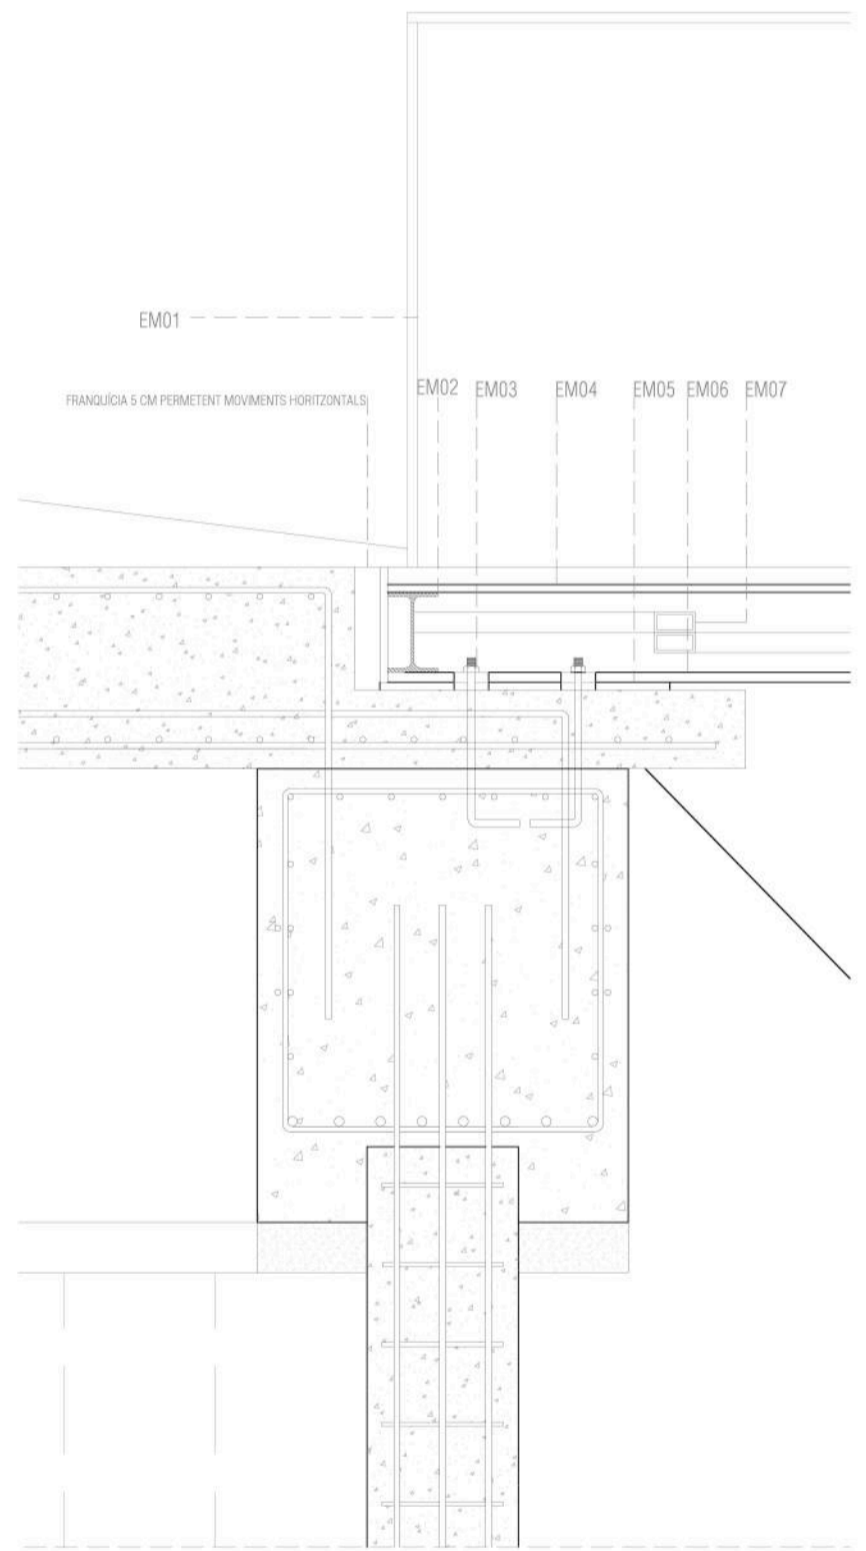 EM01
EM02
EM03
EM04
EM05
EM06
EM07
FRANQUÍCIA 5 CM PERMETENT MOVIMENTS HORITZONTALS